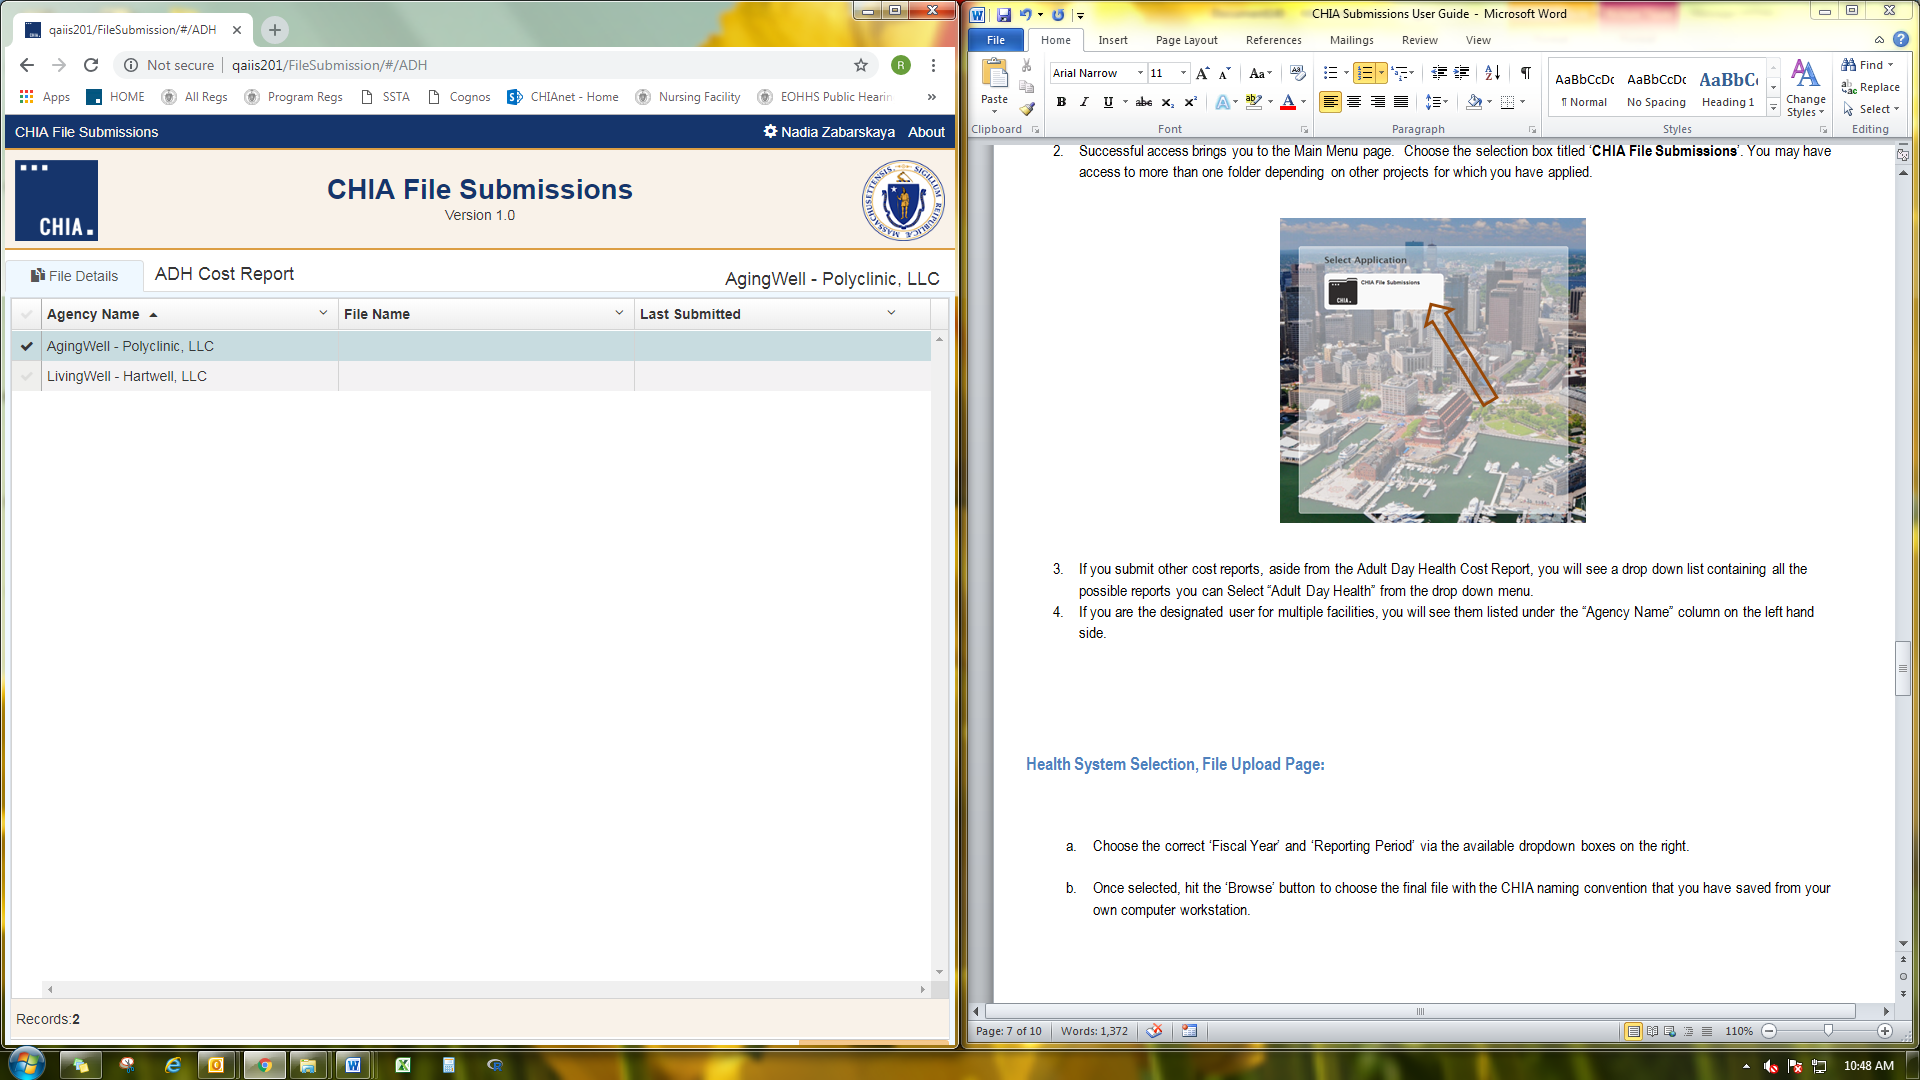 qaiis201/FileSubmission/#/ADH
Not secure
qaiis201/FileSubmission/#/ADH
R
Apps
HOME
All Regs
Program Regs
SSTA
Cognos
CHIAnet - Home
Nursing Facility
EOHHS Public Hearin
»
CHIA File Submissions
Nadia Zabarskaya
About
CHIA.
CHIA File Submissions
Version 1.0
File Details
ADH Cost Report
AgingWell - Polyclinic, LLC
Agency Name
File Name
Last Submitted
AgingWell - Polyclinic, LLC
LivingWell - Hartwell, LLC
Records:2
CHIA Submissions User Guide - Microsoft Word
File
Home
Insert
Page Layout
References
Mailings
Review
View
Paste
Clipboard
Arial Narrow
11
Font
Paragraph
AaBbCcDc
¶ Normal
AaBbCcDc
No Spacing
AaBbC
Heading 1
Change
Styles
Styles
Find
Replace
Select
Editing
2. Successful access brings you to the Main Menu page. Choose the selection box titled ‘CHIA File Submissions’. You may have
access to more than one folder depending on other projects for which you have applied.
Select Application
CHIA.
CHIA File Submissions
3. If you submit other cost reports, aside from the Adult Day Health Cost Report, you will see a drop down list containing all the
possible reports you can Select “Adult Day Health” from the drop down menu.
4. If you are the designated user for multiple facilities, you will see them listed under the “Agency Name” column on the left hand
side.
Health System Selection, File Upload Page:
a. Choose the correct ‘Fiscal Year’ and ‘Reporting Period’ via the available dropdown boxes on the right.
b. Once selected, hit the ‘Browse’ button to choose the final file with the CHIA naming convention that you have saved from your
own computer workstation.
Page: 7 of 10
Words: 1,372
110%
10:48 AM